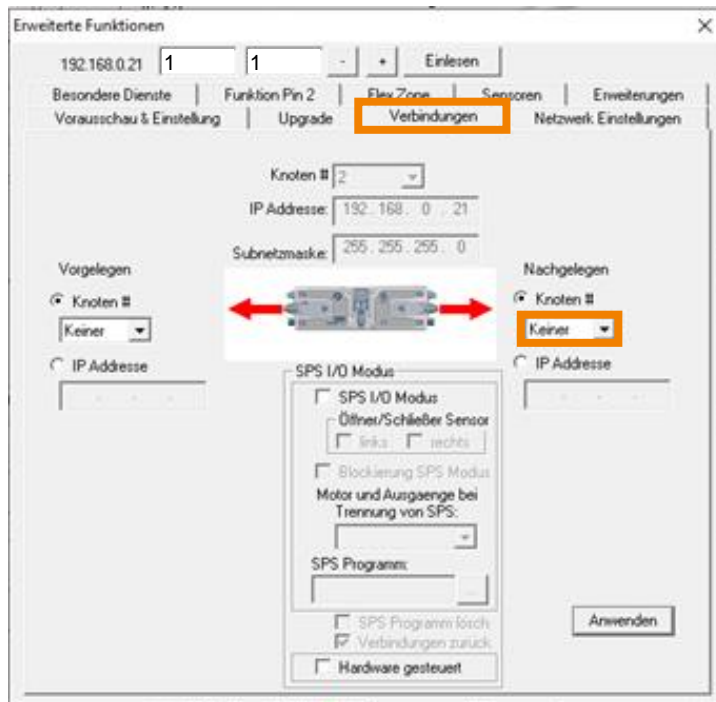 Erweiterte Funktionen
192.168.0.21 1 1 - + Einlesen
Besondere Dienste Funktion Pin 2 Flex Zone Sensoren Erweiterungen
Vorausschau & Einstellung Upgrade Verbindungen Netzwerk Einstellungen
Knoten # 2
IP Addresse: 192 . 168 . 0 . 21
Subnetzmaske: 255 . 255 . 255 . 0
Vorgelegen
Knoten #
Keiner
IP Addresse
Nachgelegen
Knoten #
Keiner
IP Addresse
SPS I/O Modus
SPS I/O Modus
Öffner/Schließer Sensor
links rechts
Blockierung SPS Modus
Motor und Ausgaenge bei
Trennung von SPS:
SPS Programm:
...
SPS Programm lösch
Verbindungen zurück
Hardware gesteuert
Anwenden